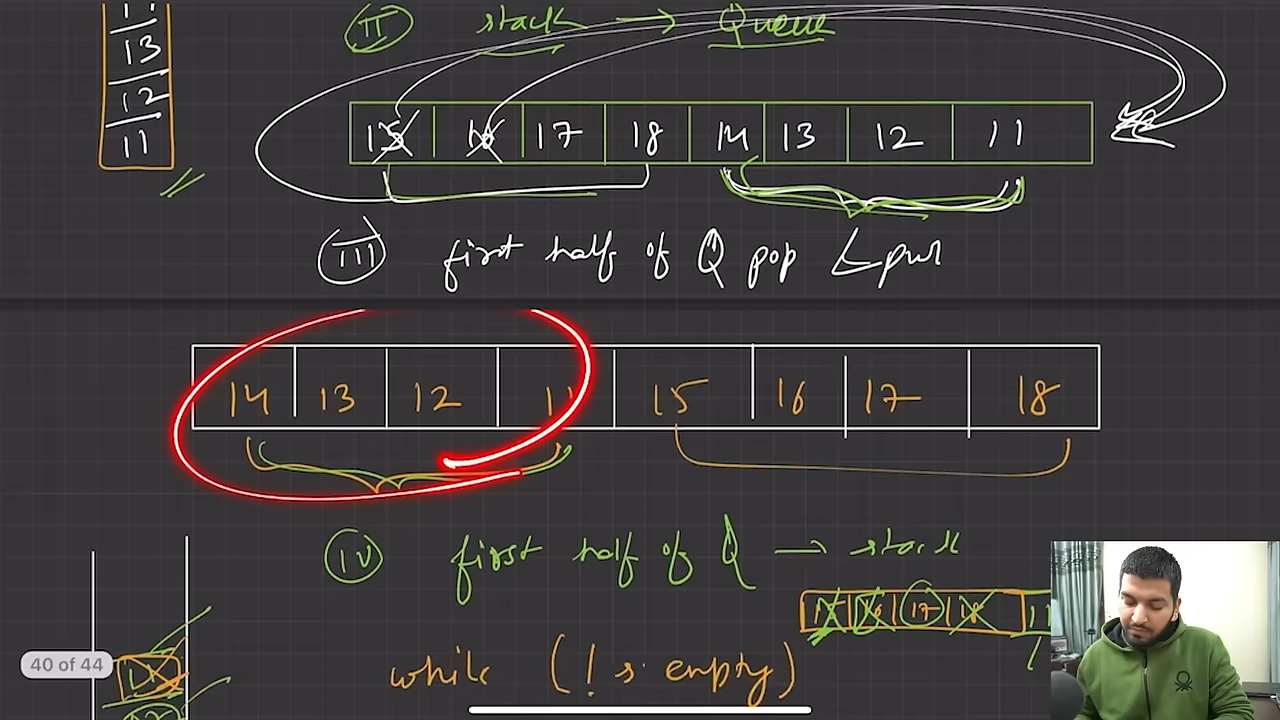 13
12
11
(II) stack → Queue
15 16 17 18 14 13 12 11
(III) first half of Q pop & push
14 13 12 11 15 16 17 18
(iv) first half of Q → stack
17 18
while (! s. empty)
40 of 44